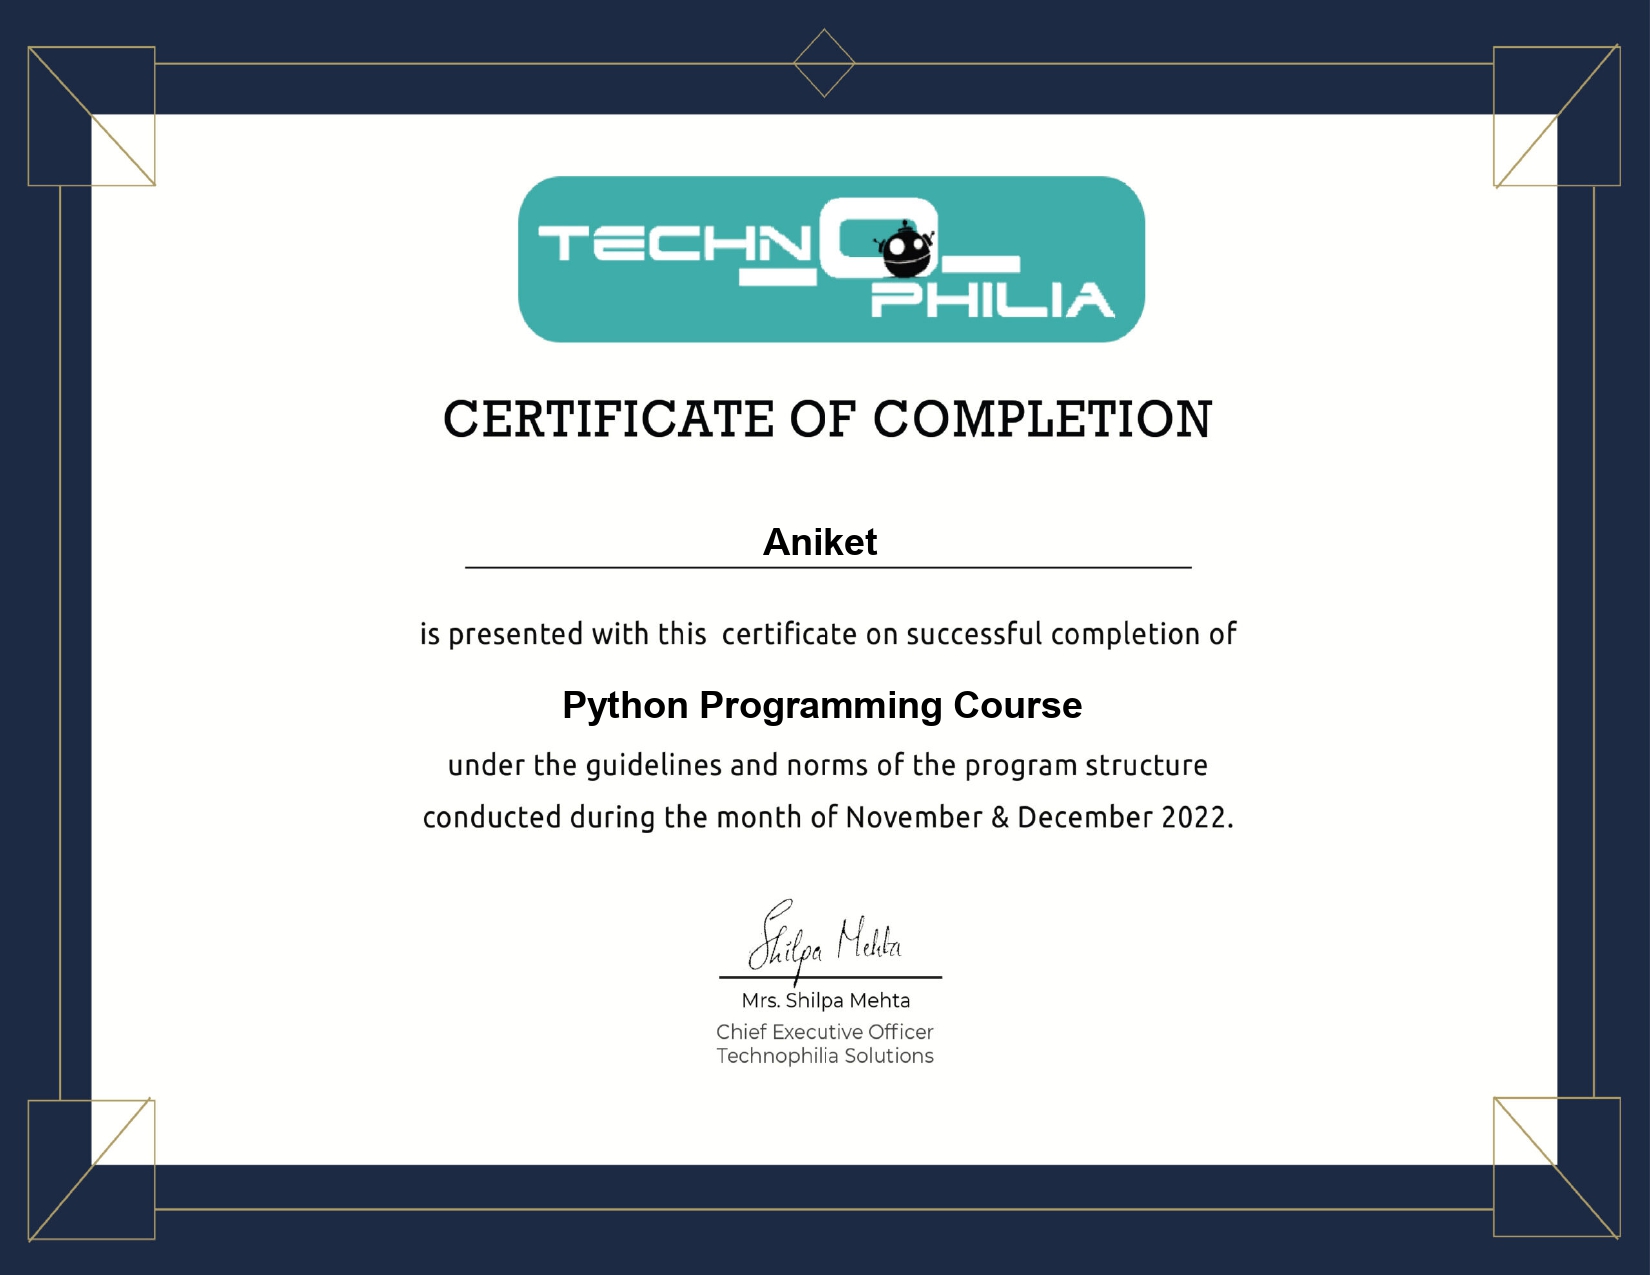 TECHNO
PHILIA
CERTIFICATE OF COMPLETION
Aniket
is presented with this certificate on successful completion of
Python Programming Course
under the guidelines and norms of the program structure
conducted during the month of November & December 2022.
Shilpa Mehta
Mrs. Shilpa Mehta
Chief Executive Officer
Technophilia Solutions